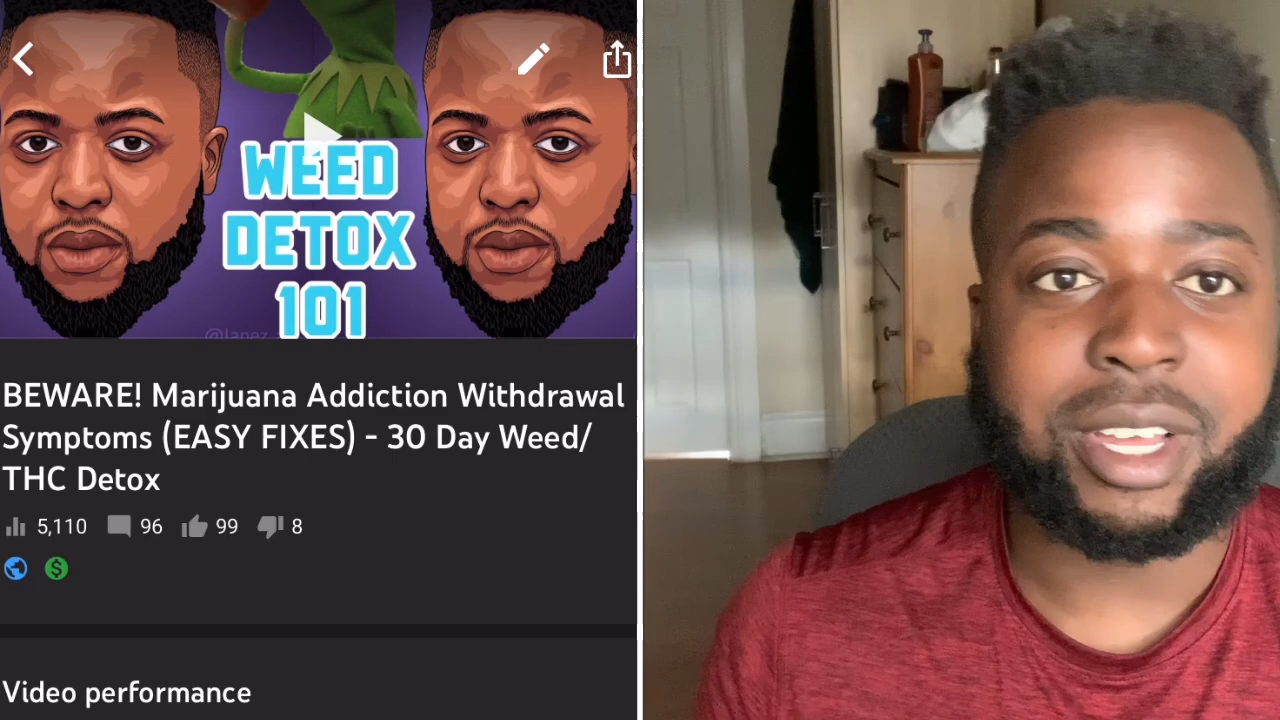 WEED
DETOX
101
BEWARE! Marijuana Addiction Withdrawal
Symptoms (EASY FIXES) - 30 Day Weed/
THC Detox
5,110 96 99 8
Video performance